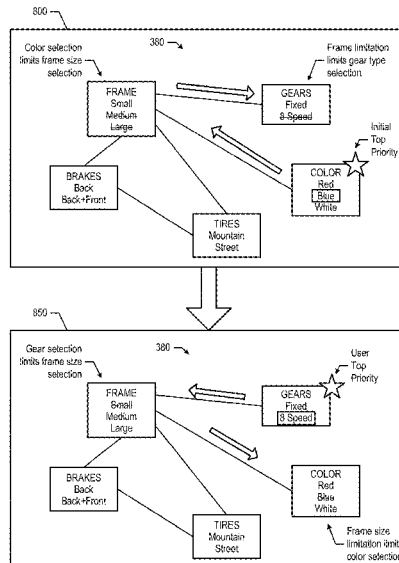 800
380
Color selection
limits frame size
selection
FRAME
Small
Medium
Large
Frame limitation
limits gear type
selection
GEARS
Fixed
8 Speed
Initial
Top
Priority
COLOR
Red
Blue
White
BRAKES
Back
Back+Front
TIRES
Mountain
Street
850
380
Gear selection
limits frame size
selection
FRAME
Small
Medium
Large
User
Top
Priority
GEARS
Fixed
8 Speed
BRAKES
Back
Back+Front
COLOR
Red
Blue
White
TIRES
Mountain
Street
Frame size
limitation limit
color selection